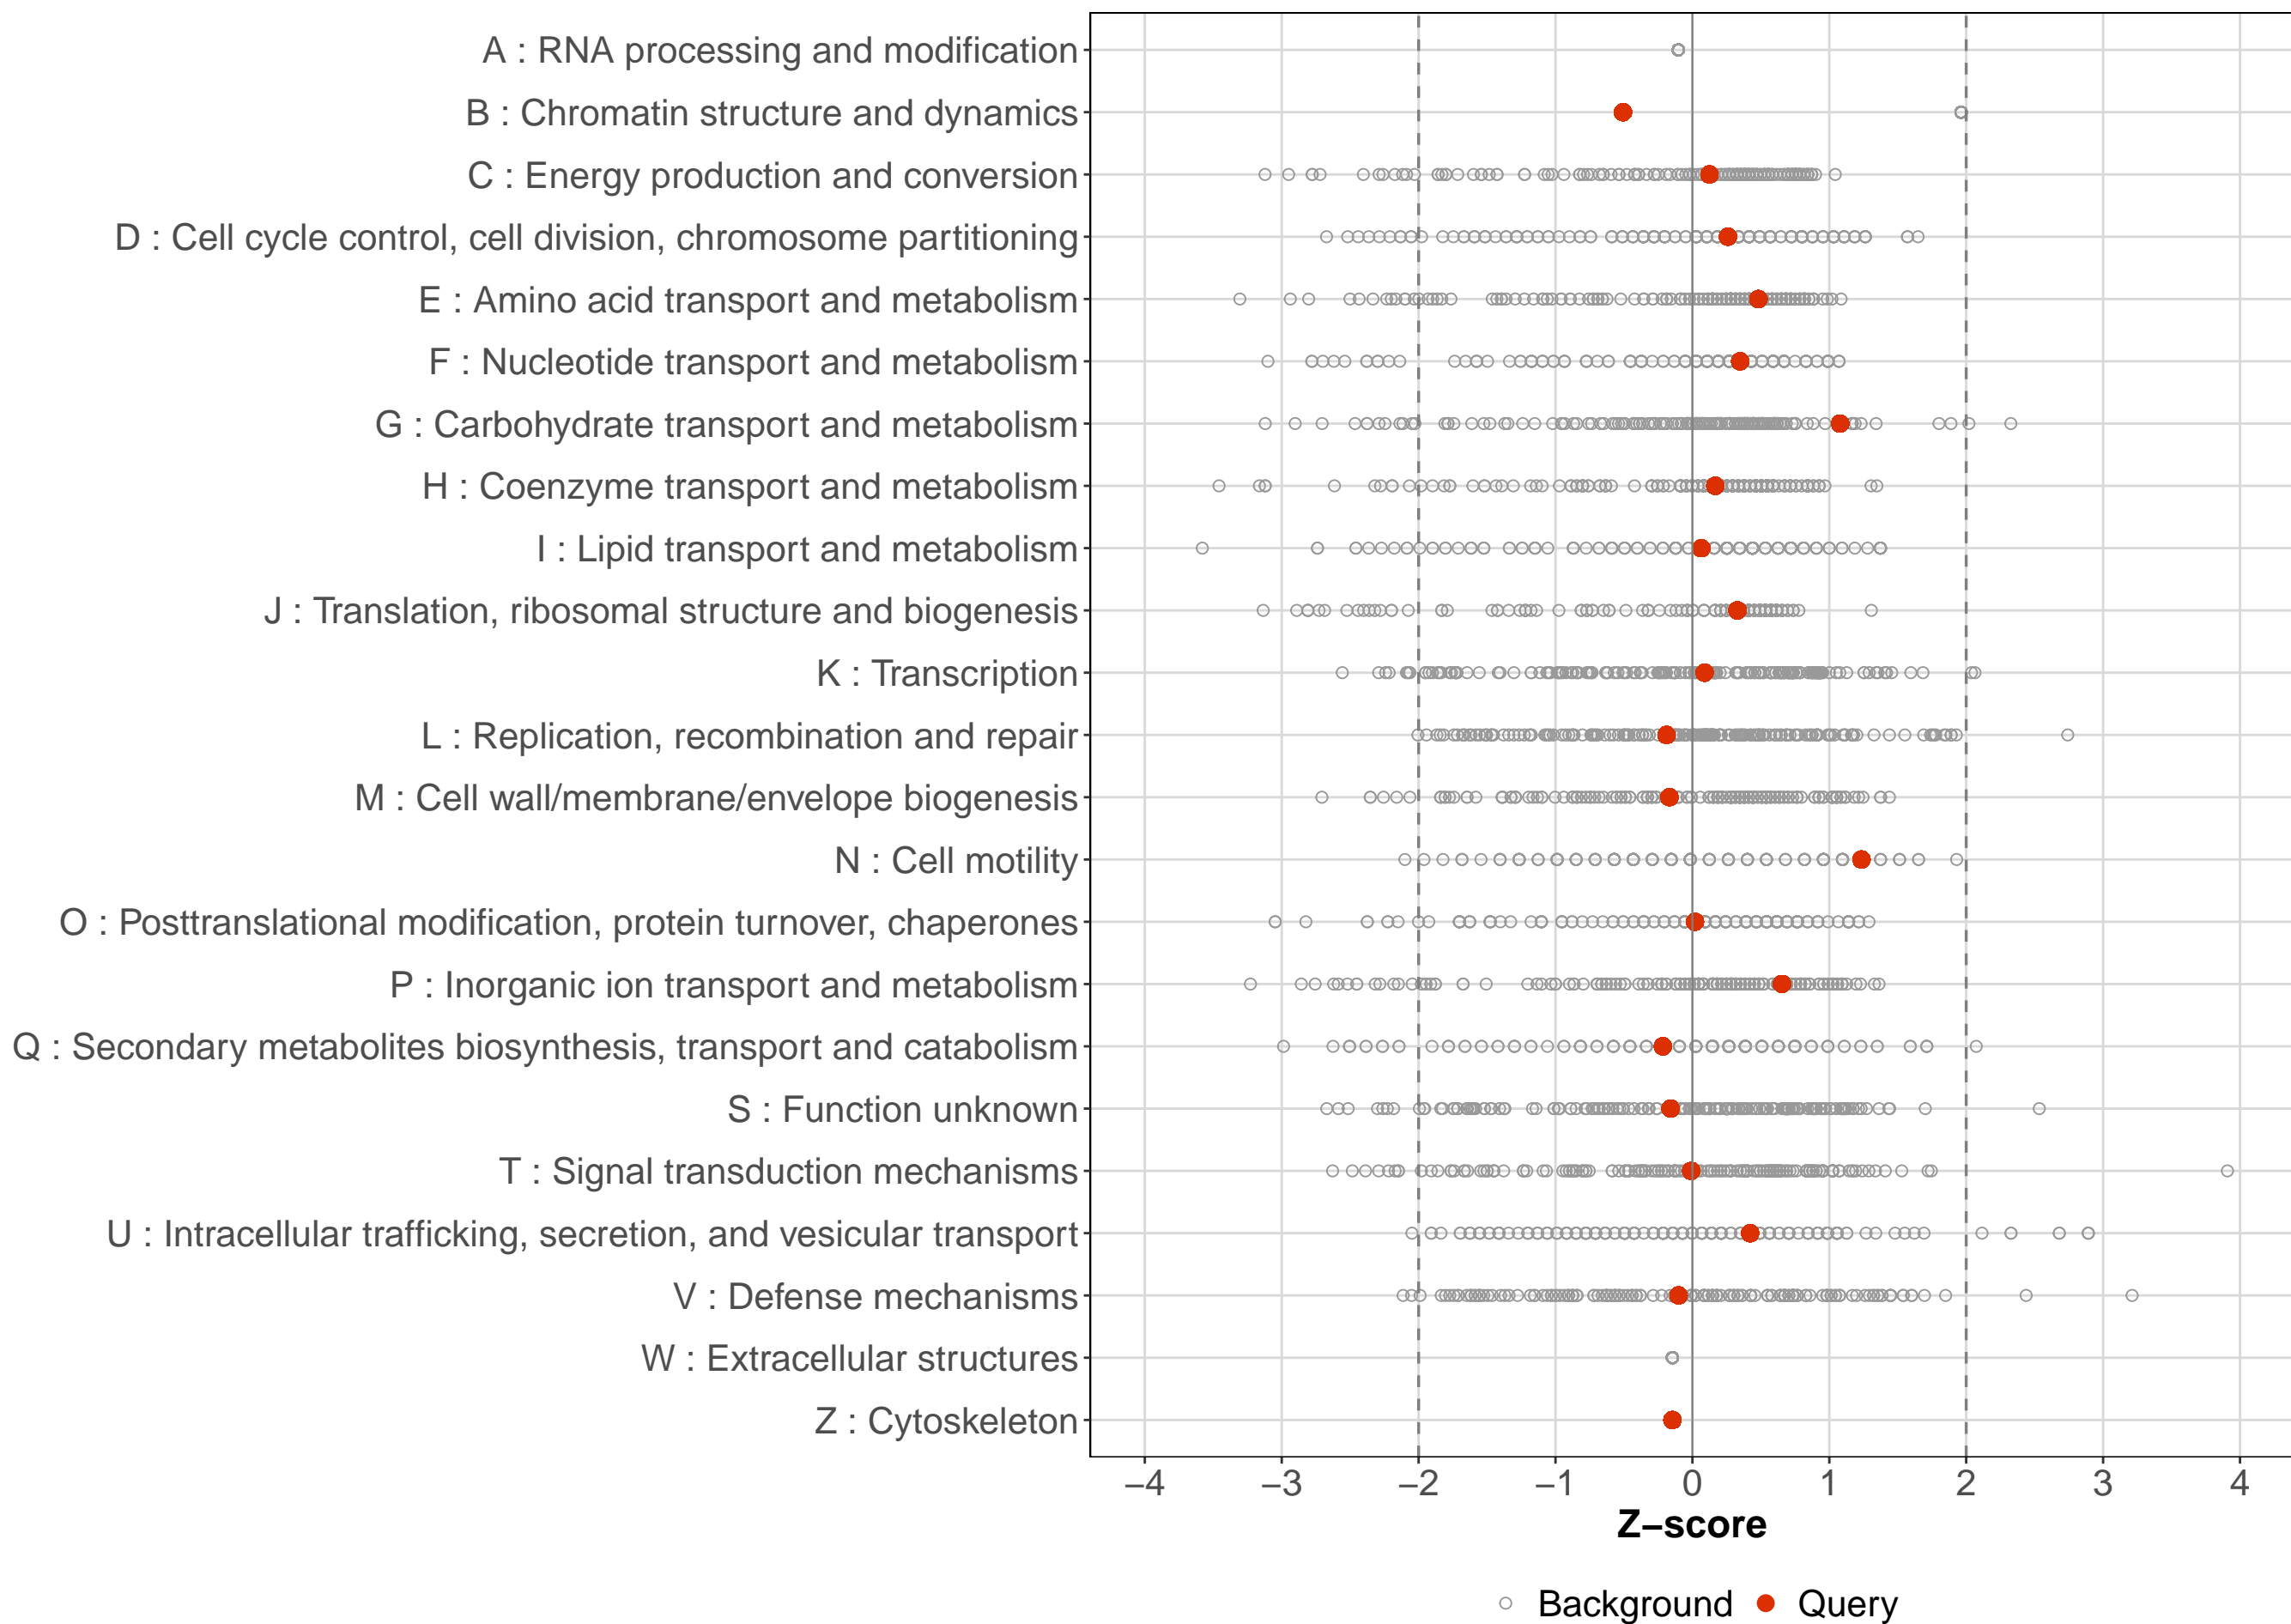 A : RNA processing and modification
B : Chromatin structure and dynamics
C : Energy production and conversion
D : Cell cycle control, cell division, chromosome partitioning
E : Amino acid transport and metabolism
F : Nucleotide transport and metabolism
G : Carbohydrate transport and metabolism
H : Coenzyme transport and metabolism
I : Lipid transport and metabolism
J : Translation, ribosomal structure and biogenesis
K : Transcription
L : Replication, recombination and repair
M : Cell wall/membrane/envelope biogenesis
N : Cell motility
O : Posttranslational modification, protein turnover, chaperones
P : Inorganic ion transport and metabolism
Q : Secondary metabolites biosynthesis, transport and catabolism
S : Function unknown
T : Signal transduction mechanisms
U : Intracellular trafficking, secretion, and vesicular transport
V : Defense mechanisms
W : Extracellular structures
Z : Cytoskeleton
−4 −3 −2 −1 0 1 2 3 4
Z−score
Background Query